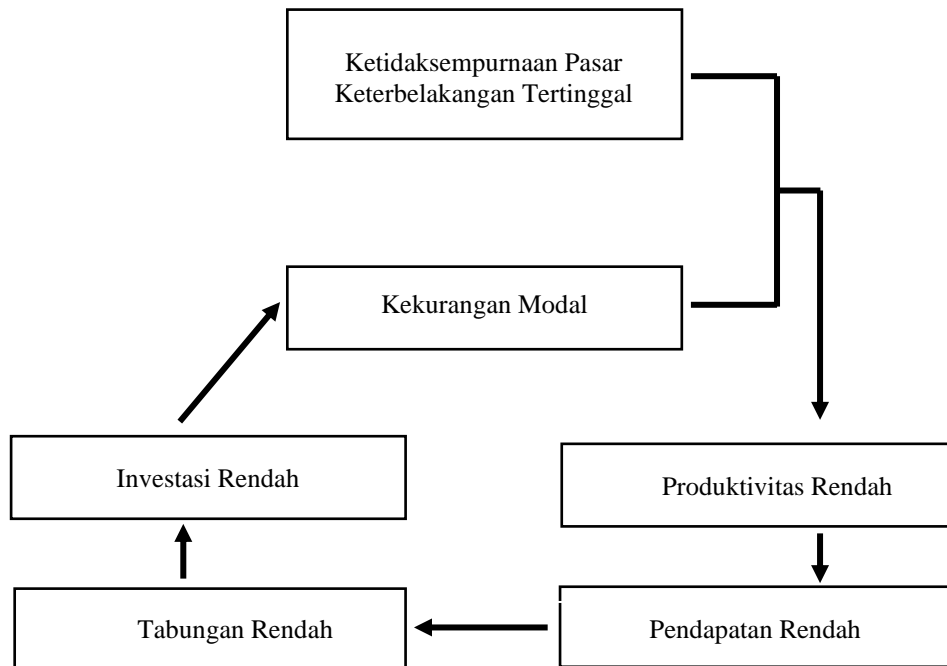 Ketidaksempurnaan Pasar
Keterbelakangan Tertinggal
Kekurangan Modal
Investasi Rendah
Produktivitas Rendah
Tabungan Rendah
Pendapatan Rendah